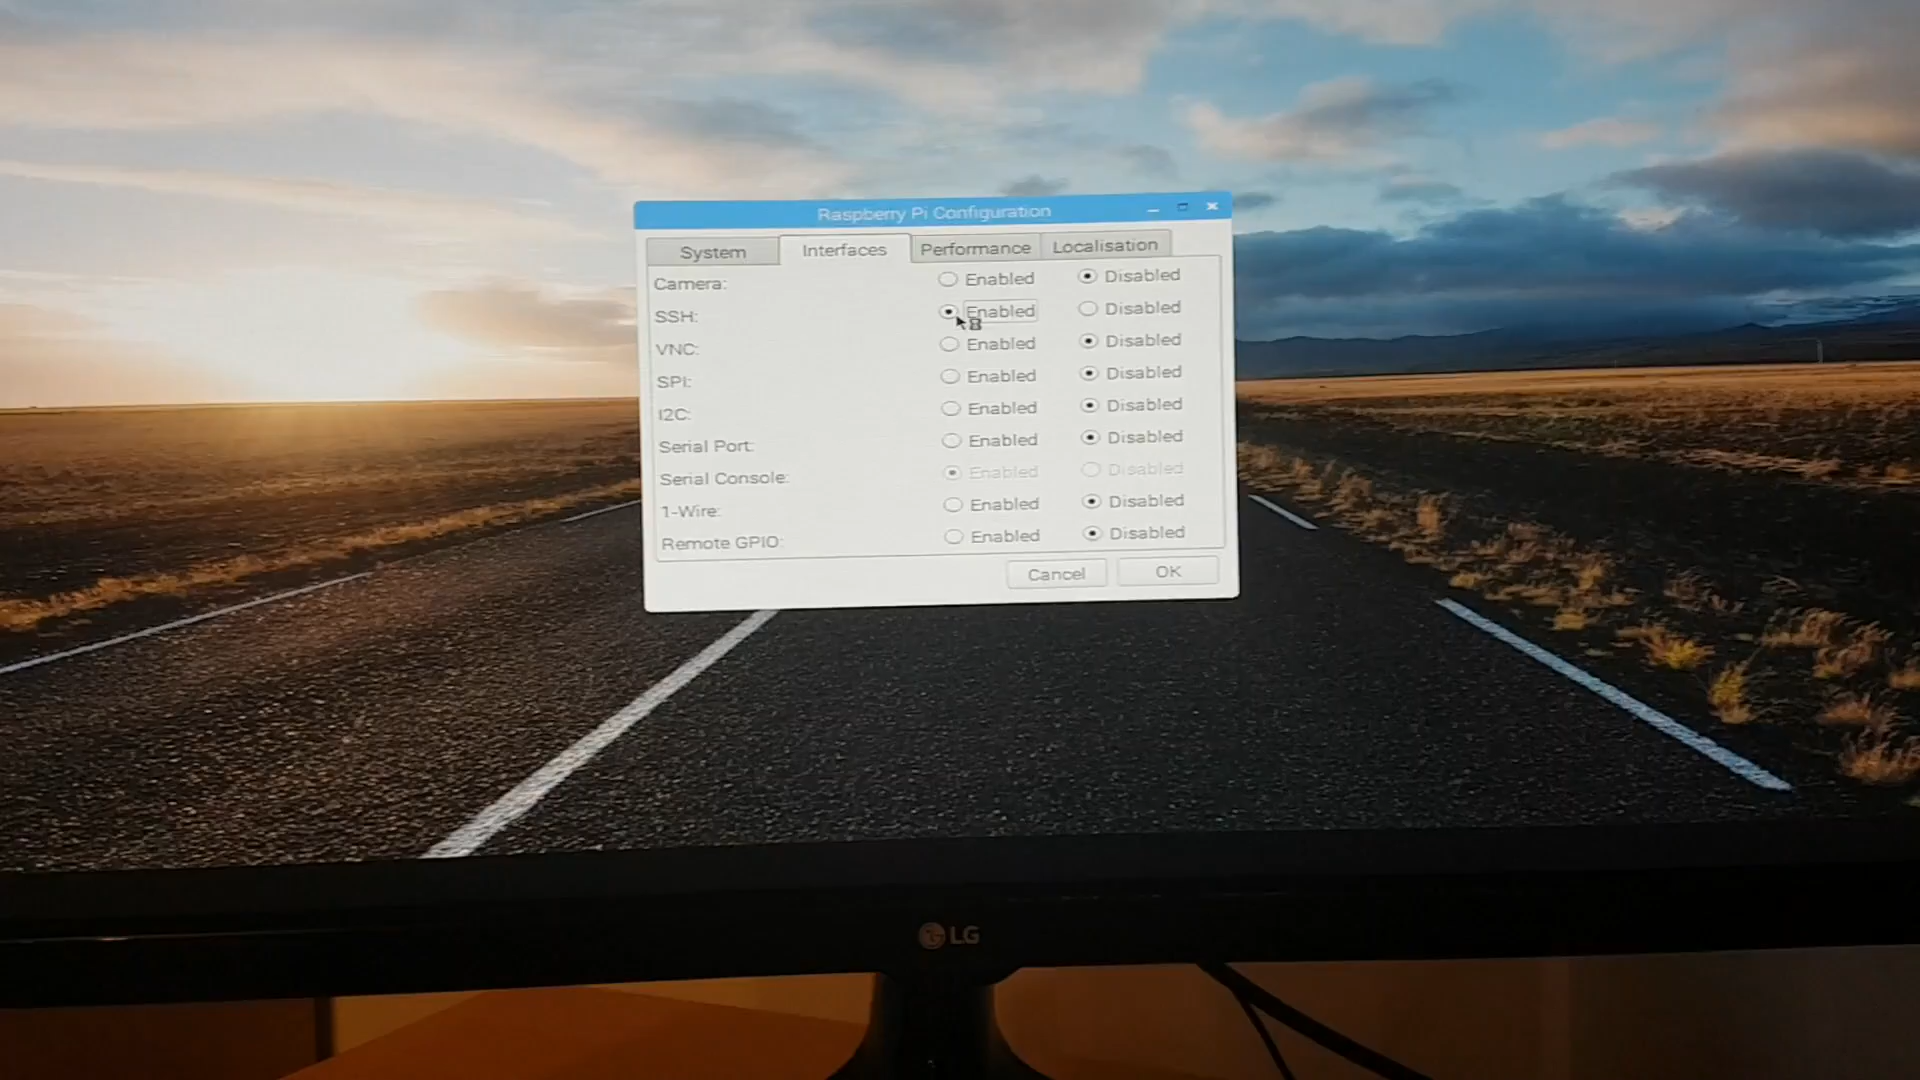 Raspberry Pi Configuration
System Interfaces Performance Localisation
Camera: Enabled Disabled
SSH: Enabled Disabled
VNC: Enabled Disabled
SPI: Enabled Disabled
I2C: Enabled Disabled
Serial Port: Enabled Disabled
Serial Console: Enabled Disabled
1-Wire: Enabled Disabled
Remote GPIO: Enabled Disabled
Cancel OK
LG